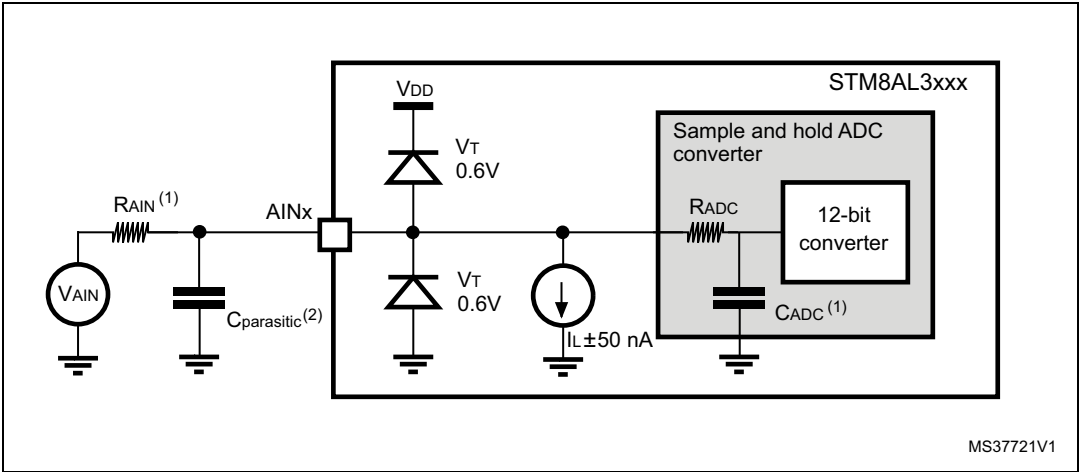 STM8AL3xxx
VDD
Sample and hold ADC
converter
VT
0.6V
RAIN (1)
AINx
RADC
12-bit
converter
VAIN
Cparasitic(2)
VT
0.6V
IL±50 nA
CADC (1)
MS37721V1